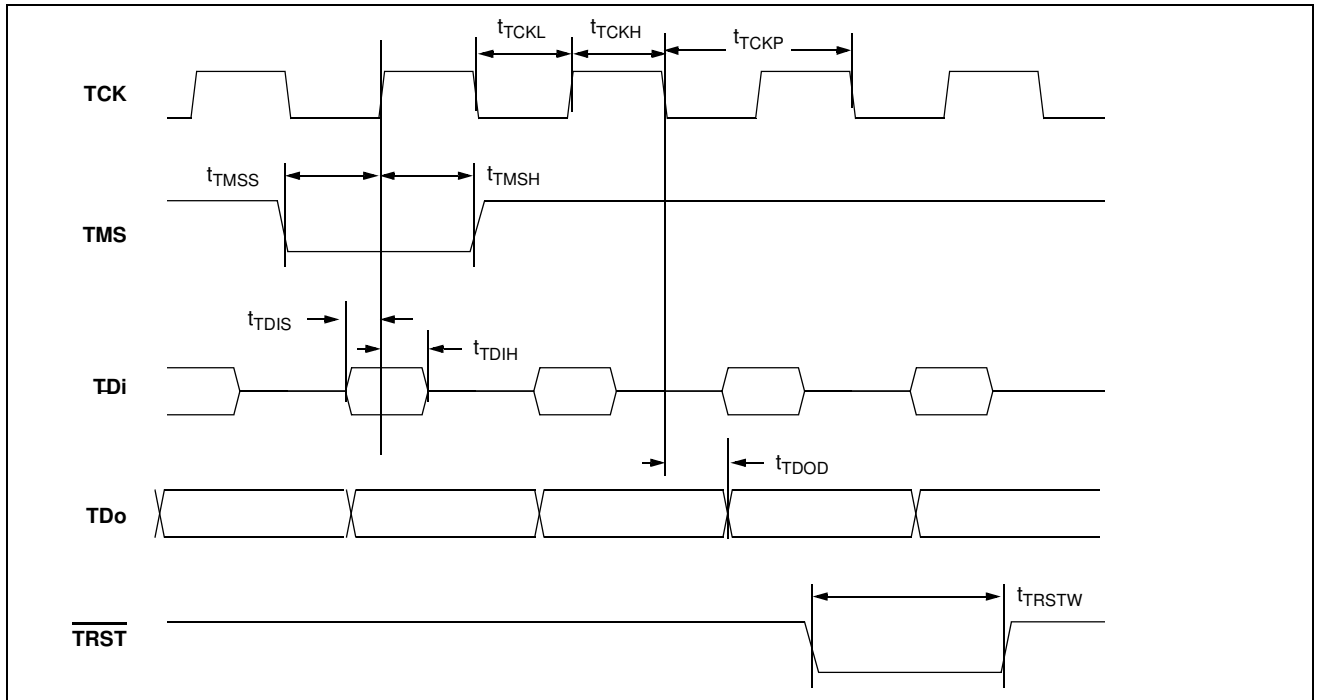 tTCKL tTCKH tTCKP
TCK
tTMSS tTMSH
TMS
tTDIS
tTDIH
TDi
tTDOD
TDo
tTRSTW
TRST